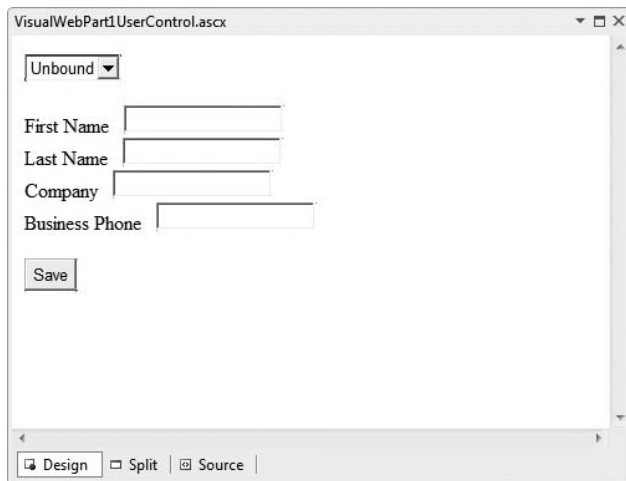 VisualWebPart1UserControl.ascx
Unbound
First Name
Last Name
Company
Business Phone
Save
Design Split Source